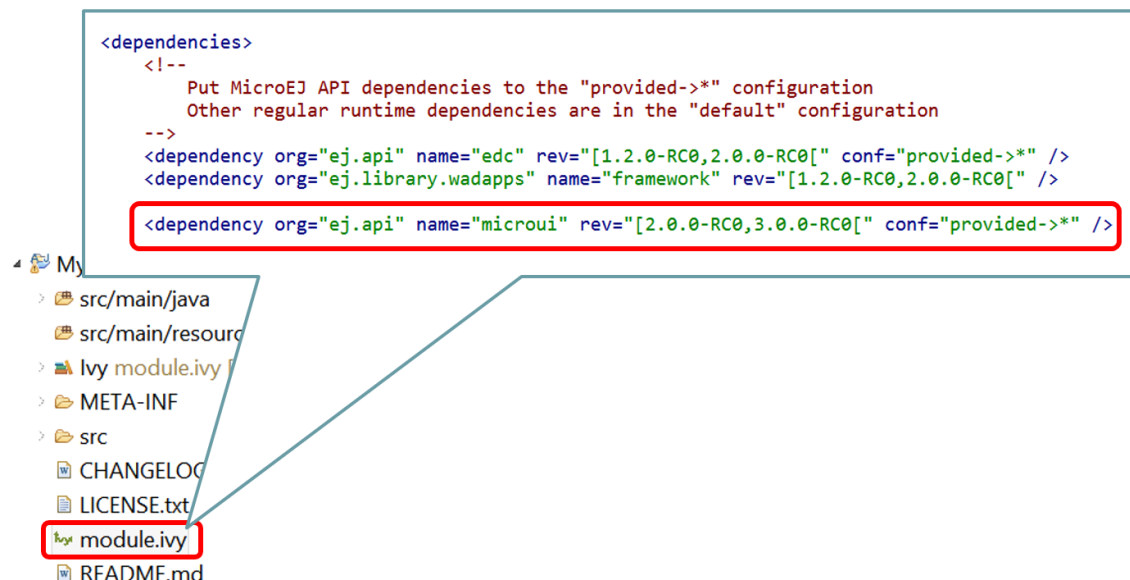 <dependencies>
<!--
Put MicroEJ API dependencies to the "provided->*" configuration
Other regular runtime dependencies are in the "default" configuration
-->
<dependency org="ej.api" name="edc" rev="[1.2.0-RC0,2.0.0-RC0[" conf="provided->*" />
<dependency org="ej.library.wadapps" name="framework" rev="[1.2.0-RC0,2.0.0-RC0[" />
<dependency org="ej.api" name="microui" rev="[2.0.0-RC0,3.0.0-RC0[" conf="provided->*" />
My
src/main/java
src/main/resourc
Ivy module.ivy [
META-INF
src
CHANGELOG
LICENSE.txt
module.ivy
README.md